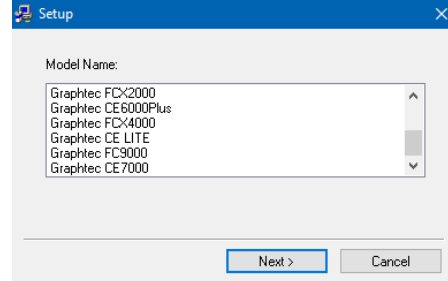 Setup
Model Name:
Graphtec FCX2000
Graphtec CE6000Plus
Graphtec FCX4000
Graphtec CE LITE
Graphtec FC9000
Graphtec CE7000
Next >
Cancel